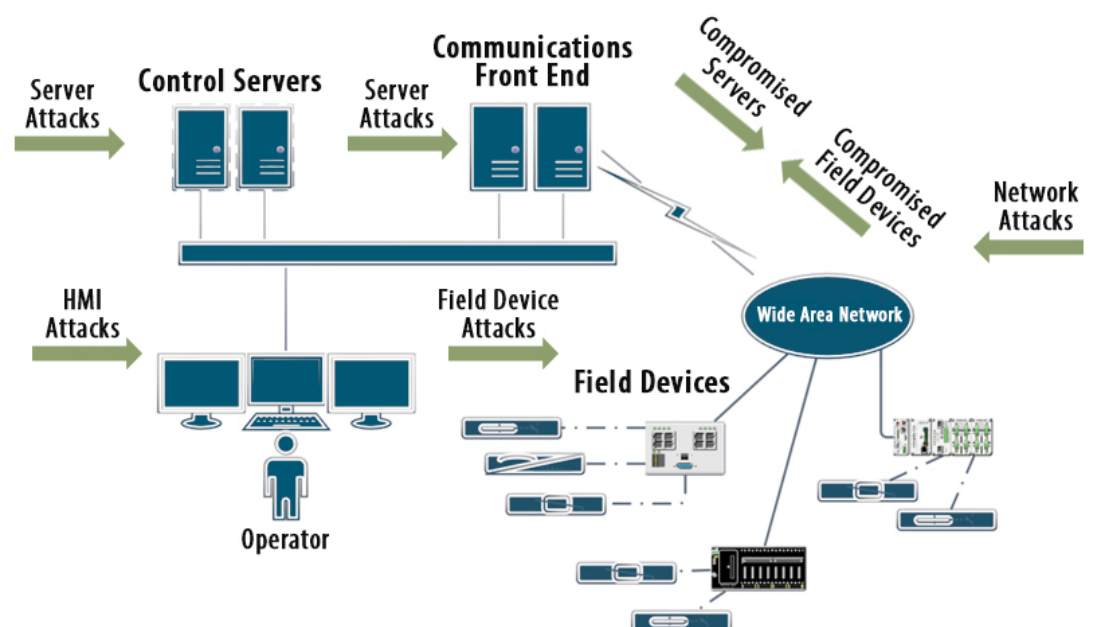 Server
Attacks
Control Servers
Server
Attacks
Communications
Front End
Compromised
Servers
Compromised
Field Devices
Network
Attacks
HMI
Attacks
Field Device
Attacks
Wide Area Network
Field Devices
Operator